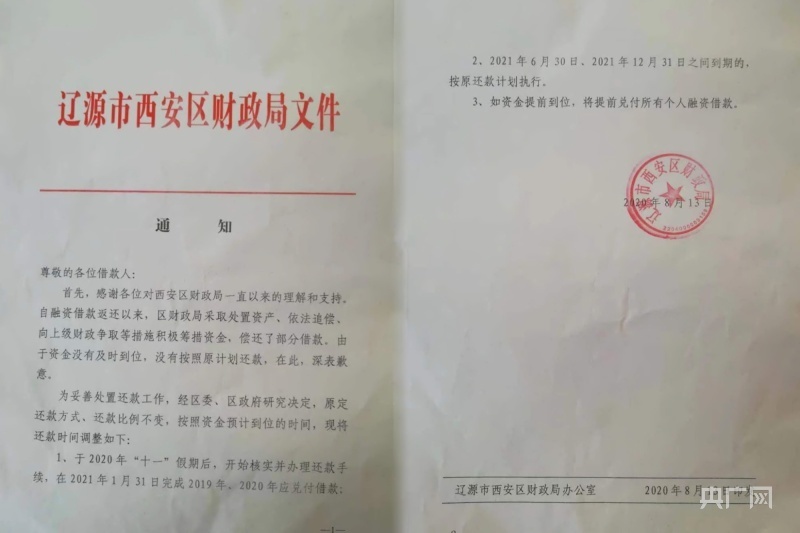 辽源市西安区财政局文件
通 知
尊敬的各位借款人：
首先，感谢各位对西安区财政局一直以来的理解和支持。
自融资借款返还以来，区财政局采取处置资产、依法追偿、
向上级财政争取等措施积极筹措资金，偿还了部分借款。由
于资金没有及时到位，没有按照原计划还款，在此，深表歉
意。
为妥善处置还款工作，经区委、区政府研究决定，原定
还款方式，还款比例不变，按照资金预计到位的时间，现将
还款时间调整如下：
1、于2020年“十一”假期后，开始核实并办理还款手
续，在2021年1月31日完成2019年、2020年应兑付借款；
—1—
2、2021年6月30日、2021年12月31日之间到期的，
按原还款计划执行。
3、如资金提前到位，将提前兑付所有个人融资借款。
辽源市西安区财政局
2020年8月13日
辽源市西安区财政局办公室 2020年8月
央广网